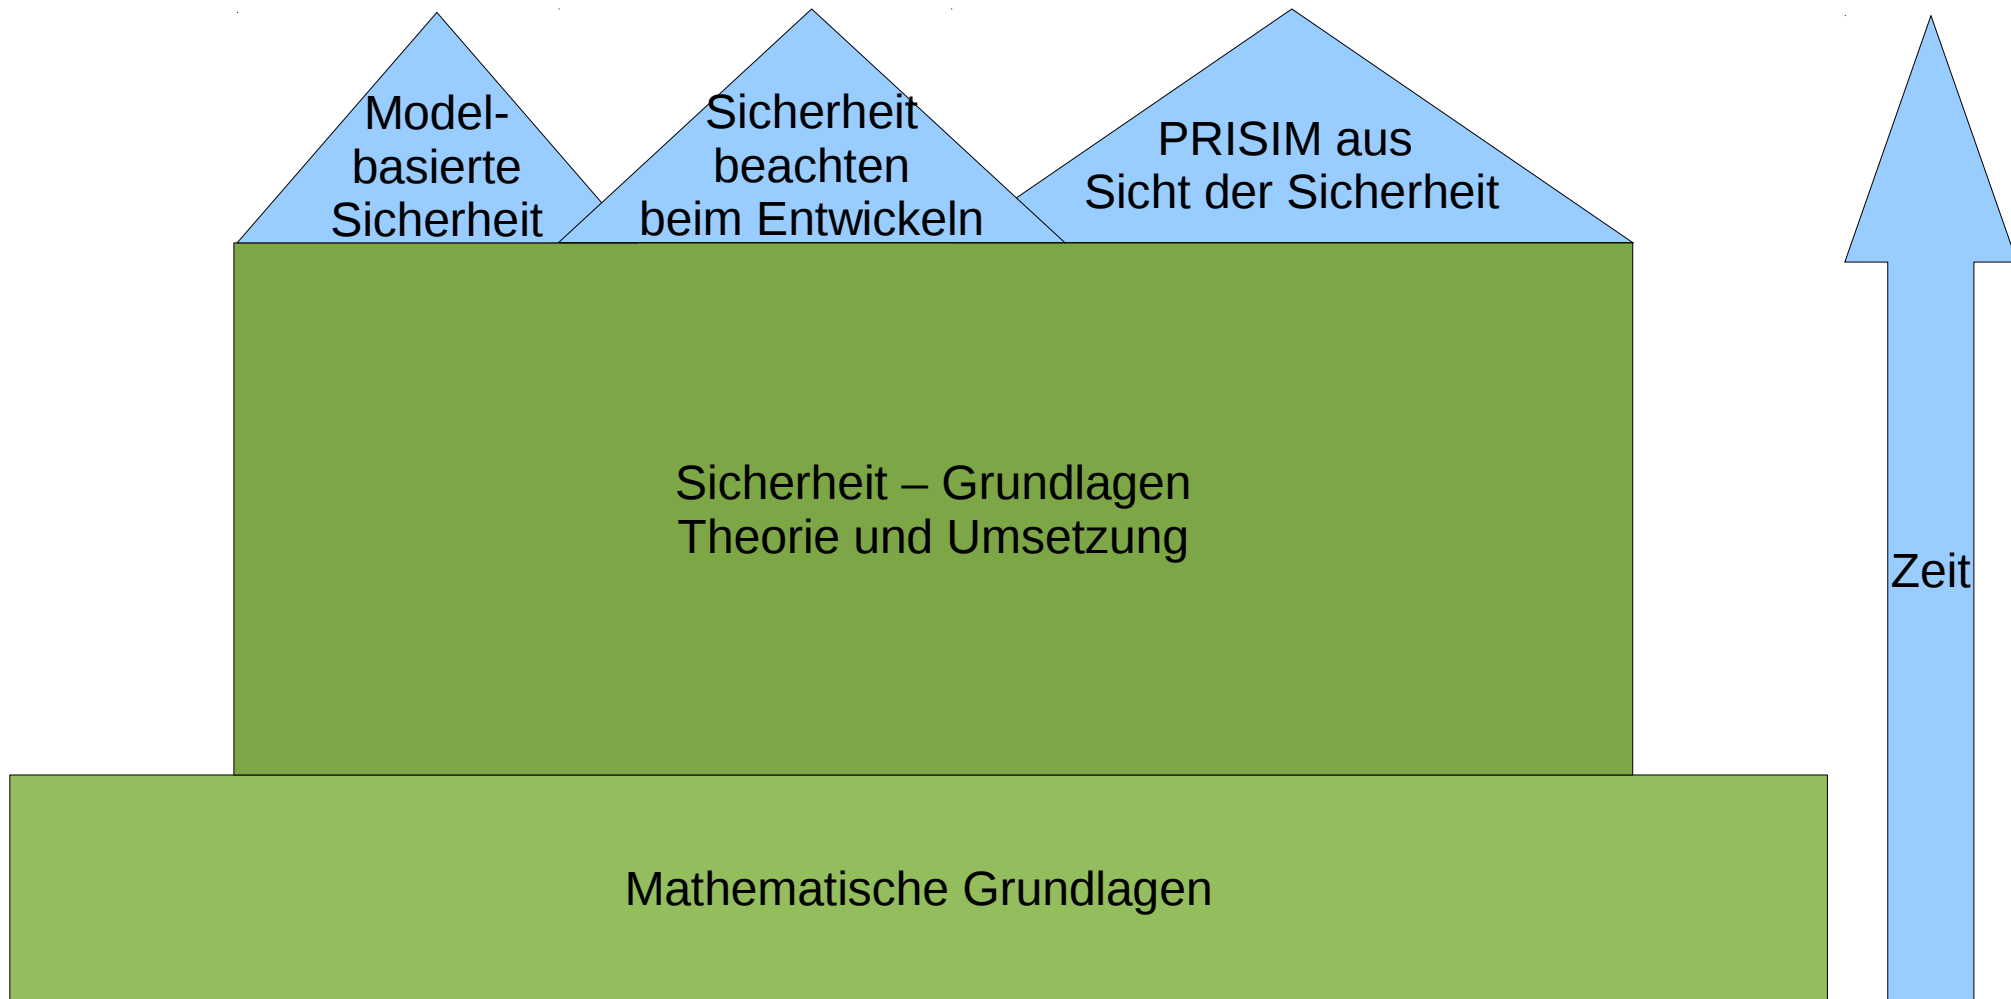 Model-
basierte
Sicherheit
Sicherheit
beachten
beim Entwickeln
PRISIM aus
Sicht der Sicherheit
Sicherheit – Grundlagen
Theorie und Umsetzung
Zeit
Mathematische Grundlagen